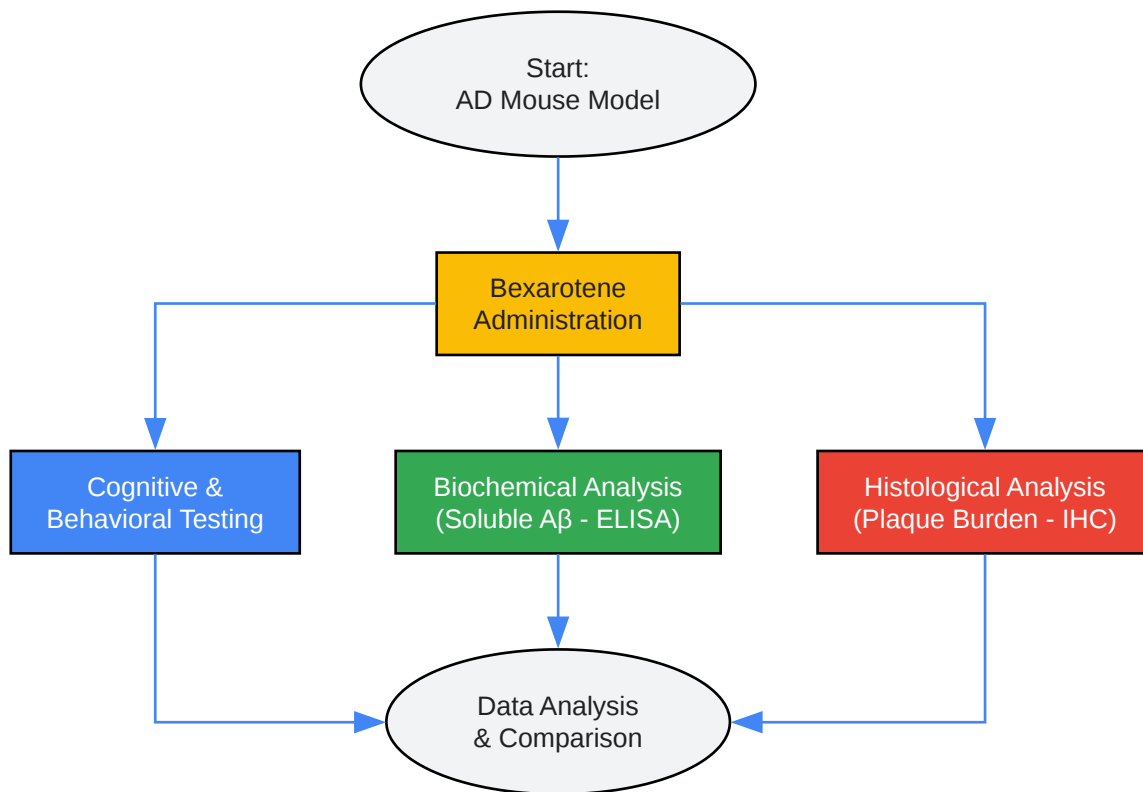 Start:
AD Mouse Model
Bexarotene
Administration
Cognitive &
Behavioral Testing
Biochemical Analysis
(Soluble Aβ - ELISA)
Histological Analysis
(Plaque Burden - IHC)
Data Analysis
& Comparison